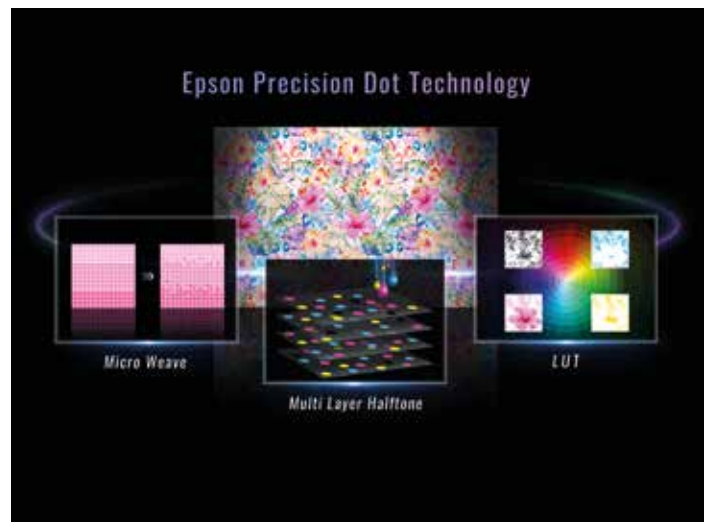 Epson Precision Dot Technology
Micro Weave
Multi Layer Halftone
LUT